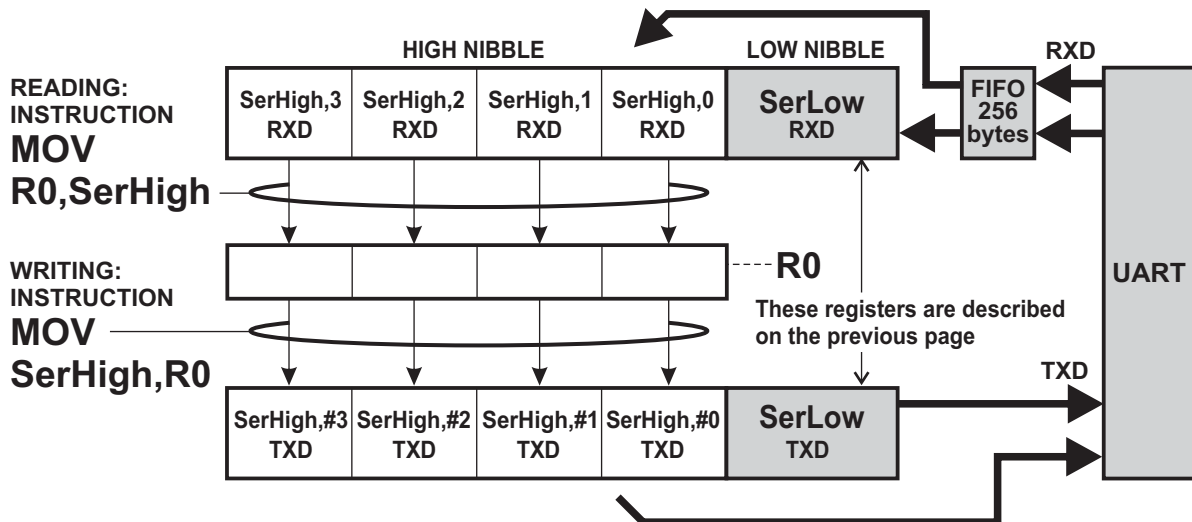 HIGH NIBBLE
LOW NIBBLE
READING:
INSTRUCTION
MOV
R0,SerHigh
SerHigh,3
RXD
SerHigh,2
RXD
SerHigh,1
RXD
SerHigh,0
RXD
SerLow
RXD
FIFO
256
bytes
RXD
UART
R0
WRITING:
INSTRUCTION
MOV
SerHigh,R0
These registers are described
on the previous page
SerHigh,#3
TXD
SerHigh,#2
TXD
SerHigh,#1
TXD
SerHigh,#0
TXD
SerLow
TXD
TXD